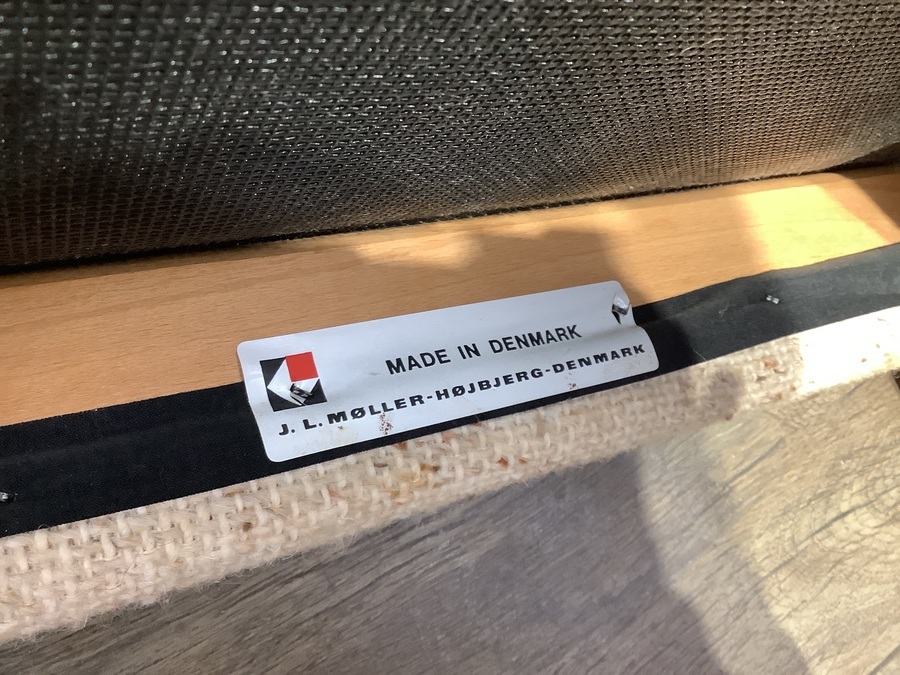 MADE IN DENMARK
J. L. MØLLER-HØJBJERG-DENMARK